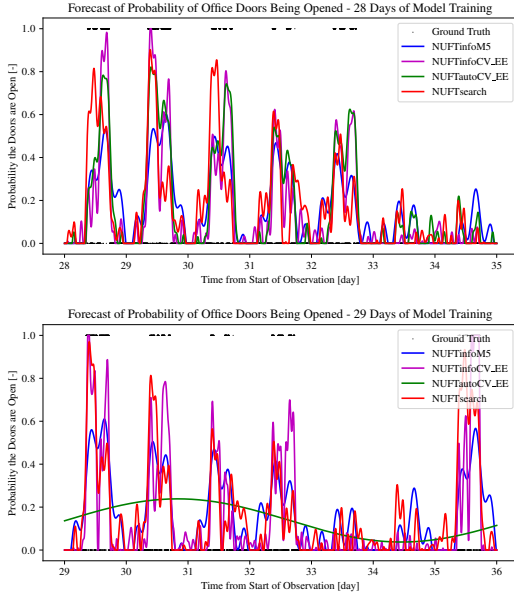 Forecast of Probability of Office Doors Being Opened - 28 Days of Model Training
1.0
0.8
0.6
0.4
0.2
0.0
Probability the Doors are Open [-]
Ground Truth
NUFTinfoM5
NUFTinfoCV_EE
NUFTautoCV_EE
NUFTsearch
28 29 30 31 32 33 34 35
Time from Start of Observation [day]
Forecast of Probability of Office Doors Being Opened - 29 Days of Model Training
1.0
0.8
0.6
0.4
0.2
0.0
Probability the Doors are Open [-]
Ground Truth
NUFTinfoM5
NUFTinfoCV_EE
NUFTautoCV_EE
NUFTsearch
29 30 31 32 33 34 35 36
Time from Start of Observation [day]